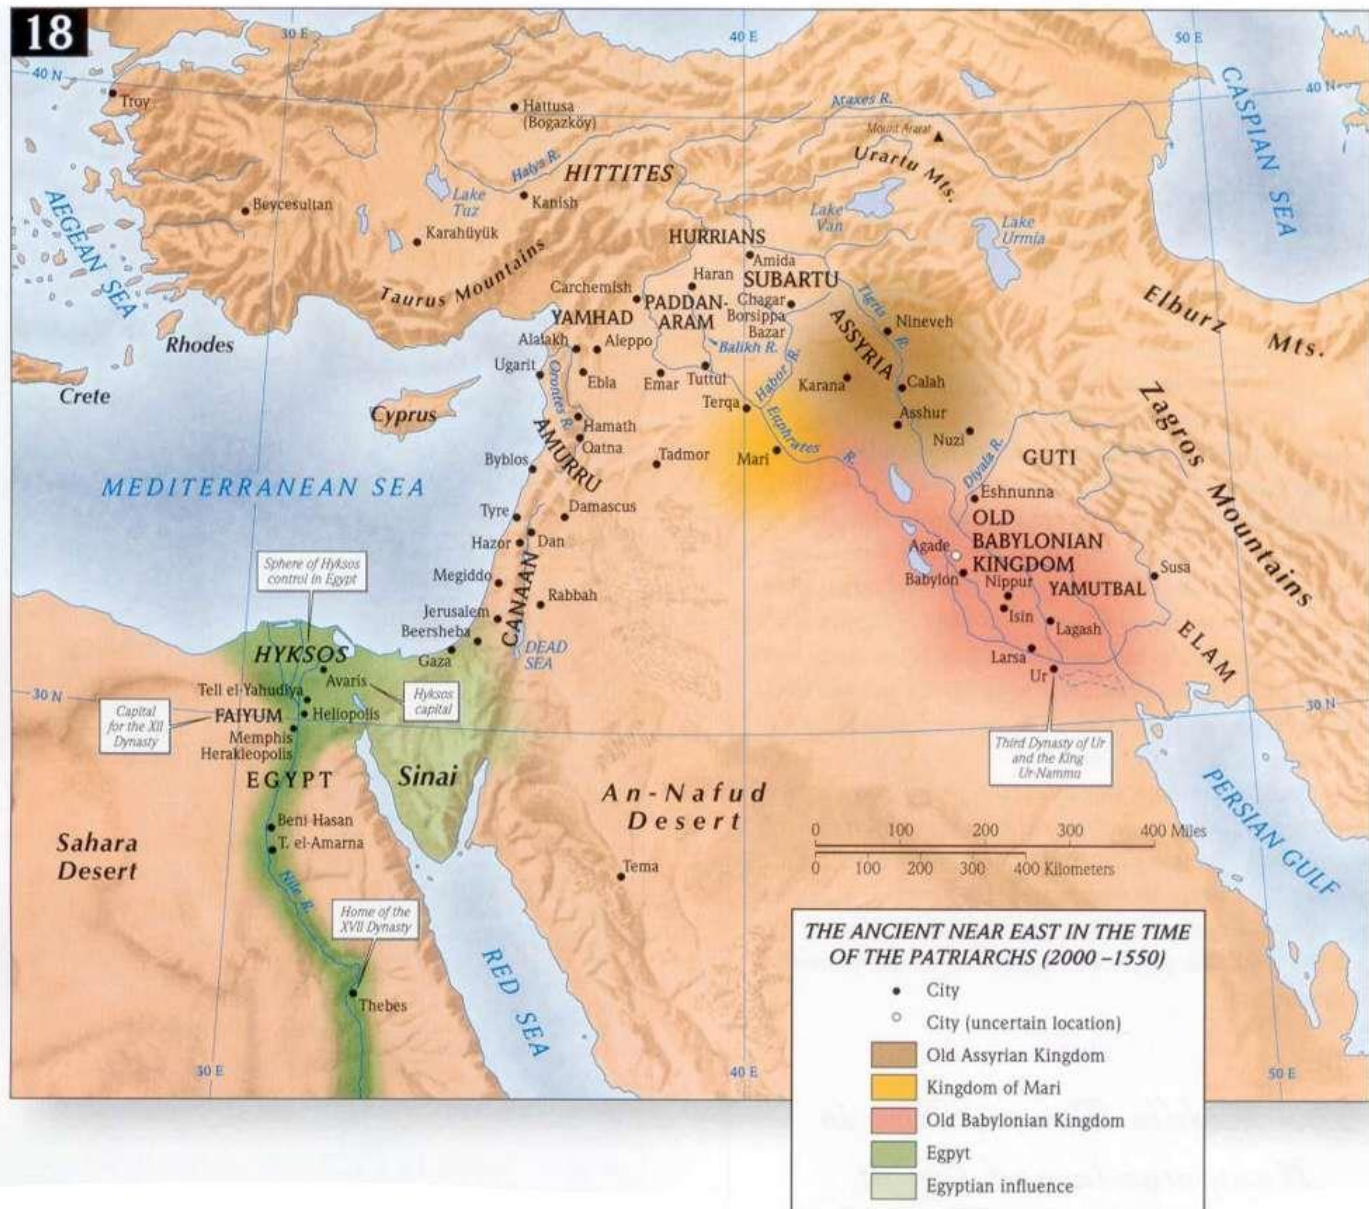 18
30 E
40 E
50 E
40 N
40 N
Troy
Hattusa
(Bogazköy)
Araxes R.
Mount Ararat
Urartu Mts.
CASPIAN SEA
Halys R.
HITTITES
Lake
Tuz
Kanish
Beycesultan
Karahüyük
Lake
Van
Lake
Urmia
AEGEAN SEA
HURRIANS
Amida
Taurus Mountains
Haran
SUBARTU
Carchemish
PADDAN-
ARAM
Chagar
Borsippa
Bazar
Tigris R.
Nineveh
Elburz Mts.
YAMHAD
ASSYRIA
Rhodes
Alalakh
Aleppo
Balikh R.
Ugarit
Ebla
Emar
Tuttul
Habor R.
Karana
Calah
Crete
Cyprus
Orontes R.
Terqa
Asshur
Zagros Mountains
Hamath
Qatna
Euphrates R.
Nuzi
AMURRU
Byblos
Tadmor
Mari
Diyala R.
GUTI
MEDITERRANEAN SEA
Eshnunna
Tyre
Damascus
OLD
BABYLONIAN
KINGDOM
Hazor
Dan
Agade
Sphere of Hyksos
control in Egypt
Megiddo
CANAAN
Babylon
Nippur
YAMUTBAL
Susa
Rabbah
Jerusalem
Isin
Lagash
Beersheba
HYKSOS
Gaza
DEAD
SEA
Larsa
ELAM
Avaris
Ur
30 N
Tell el-Yahudiya
Hyksos
capital
30 N
Capital
for the XII
Dynasty
FAIYUM
Heliopolis
Memphis
Herakleopolis
Third Dynasty of Ur
and the King
Ur-Nammu
EGYPT
Sinai
An-Nafud
Desert
PERSIAN GULF
Beni Hasan
T. el-Amarna
Sahara
Desert
0 100 200 300 400 Miles
0 100 200 300 400 Kilometers
Tema
Nile R.
Home of the
XVII Dynasty
RED SEA
Thebes
THE ANCIENT NEAR EAST IN THE TIME
OF THE PATRIARCHS (2000 –1550)
City
City (uncertain location)
Old Assyrian Kingdom
Kingdom of Mari
Old Babylonian Kingdom
Egpyt
Egyptian influence
30 E
40 E
50 E